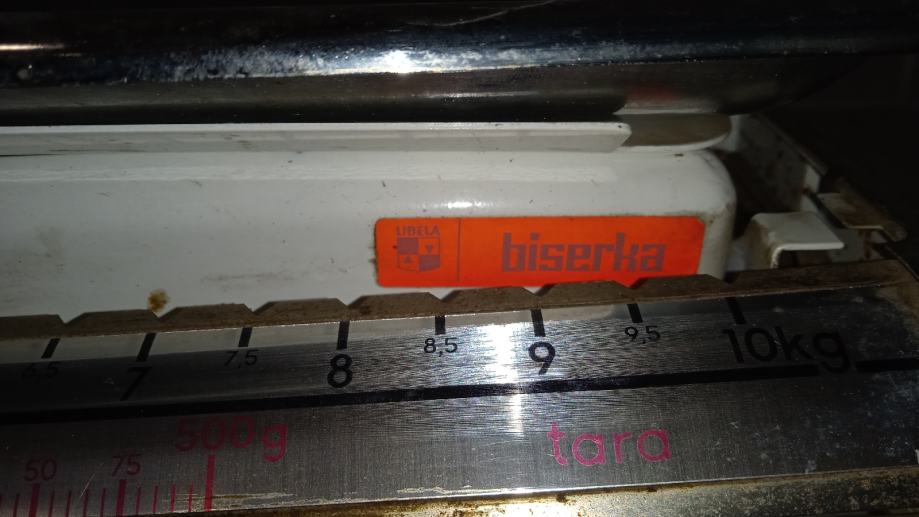 LIBELA
biserka
6,5 7 7,5 8 8,5 9 9,5 10kg
500g
tara
50 75